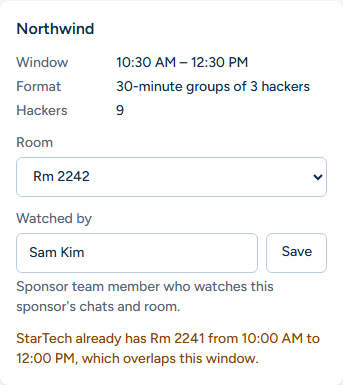 Northwind
Window 10:30 AM – 12:30 PM
Format 30-minute groups of 3 hackers
Hackers 9
Room
Rm 2242
Watched by
Sam Kim Save
Sponsor team member who watches this
sponsor's chats and room.
StarTech already has Rm 2241 from 10:00 AM to
12:00 PM, which overlaps this window.